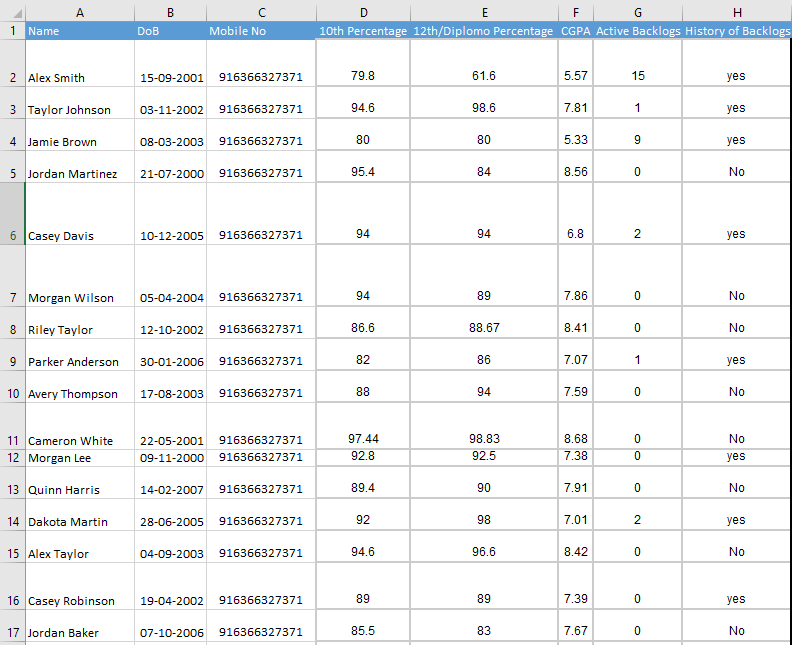 A B C D E F G H
1 Name DoB Mobile No 10th Percentage 12th/Diplomo Percentage CGPA Active Backlogs History of Backlogs
2 Alex Smith 15-09-2001 916366327371 79.8 61.6 5.57 15 yes
3 Taylor Johnson 03-11-2002 916366327371 94.6 98.6 7.81 1 yes
4 Jamie Brown 08-03-2003 916366327371 80 80 5.33 9 yes
5 Jordan Martinez 21-07-2000 916366327371 95.4 84 8.56 0 No
6 Casey Davis 10-12-2005 916366327371 94 94 6.8 2 yes
7 Morgan Wilson 05-04-2004 916366327371 94 89 7.86 0 No
8 Riley Taylor 12-10-2002 916366327371 86.6 88.67 8.41 0 No
9 Parker Anderson 30-01-2006 916366327371 82 86 7.07 1 yes
10 Avery Thompson 17-08-2003 916366327371 88 94 7.59 0 No
11 Cameron White 22-05-2001 916366327371 97.44 98.83 8.68 0 No
12 Morgan Lee 09-11-2000 916366327371 92.8 92.5 7.38 0 yes
13 Quinn Harris 14-02-2007 916366327371 89.4 90 7.91 0 No
14 Dakota Martin 28-06-2005 916366327371 92 98 7.01 2 yes
15 Alex Taylor 04-09-2003 916366327371 94.6 96.6 8.42 0 No
16 Casey Robinson 19-04-2002 916366327371 89 89 7.39 0 yes
17 Jordan Baker 07-10-2006 916366327371 85.5 83 7.67 0 No